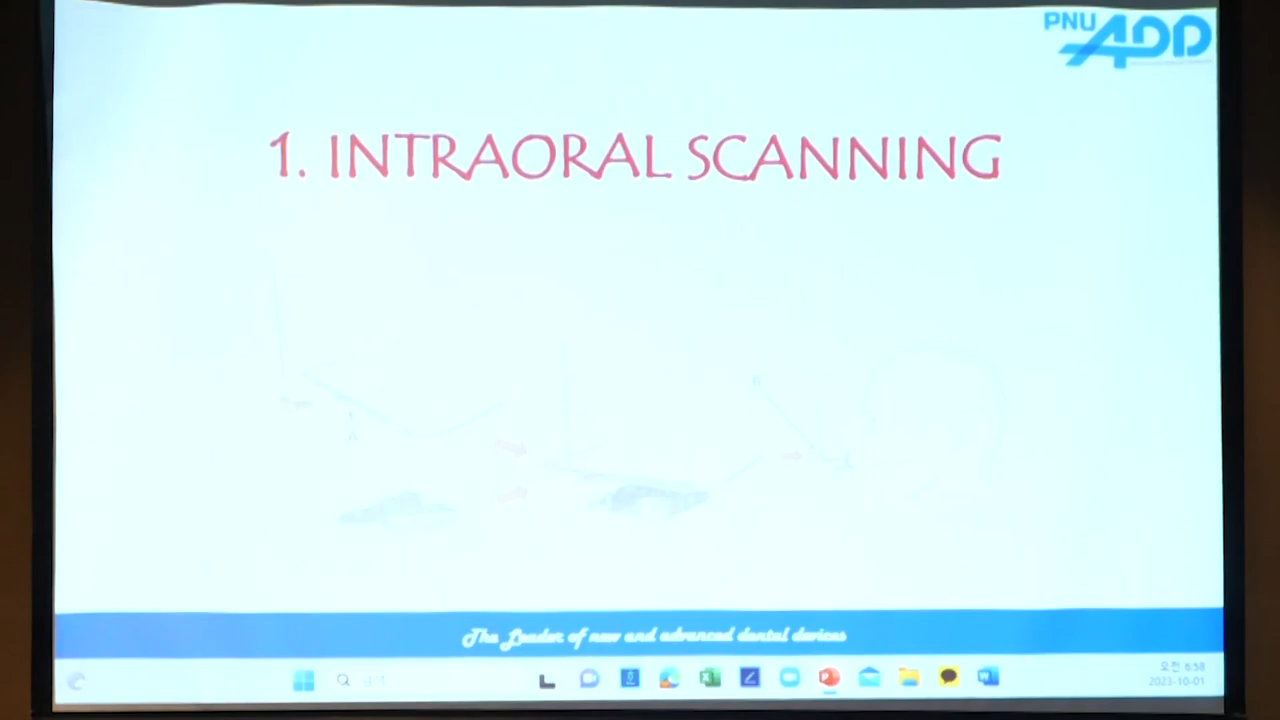 PNU ADD
1. INTRAORAL SCANNING
The Leader of new and advanced dental devices
오전 6:58
2023-10-01